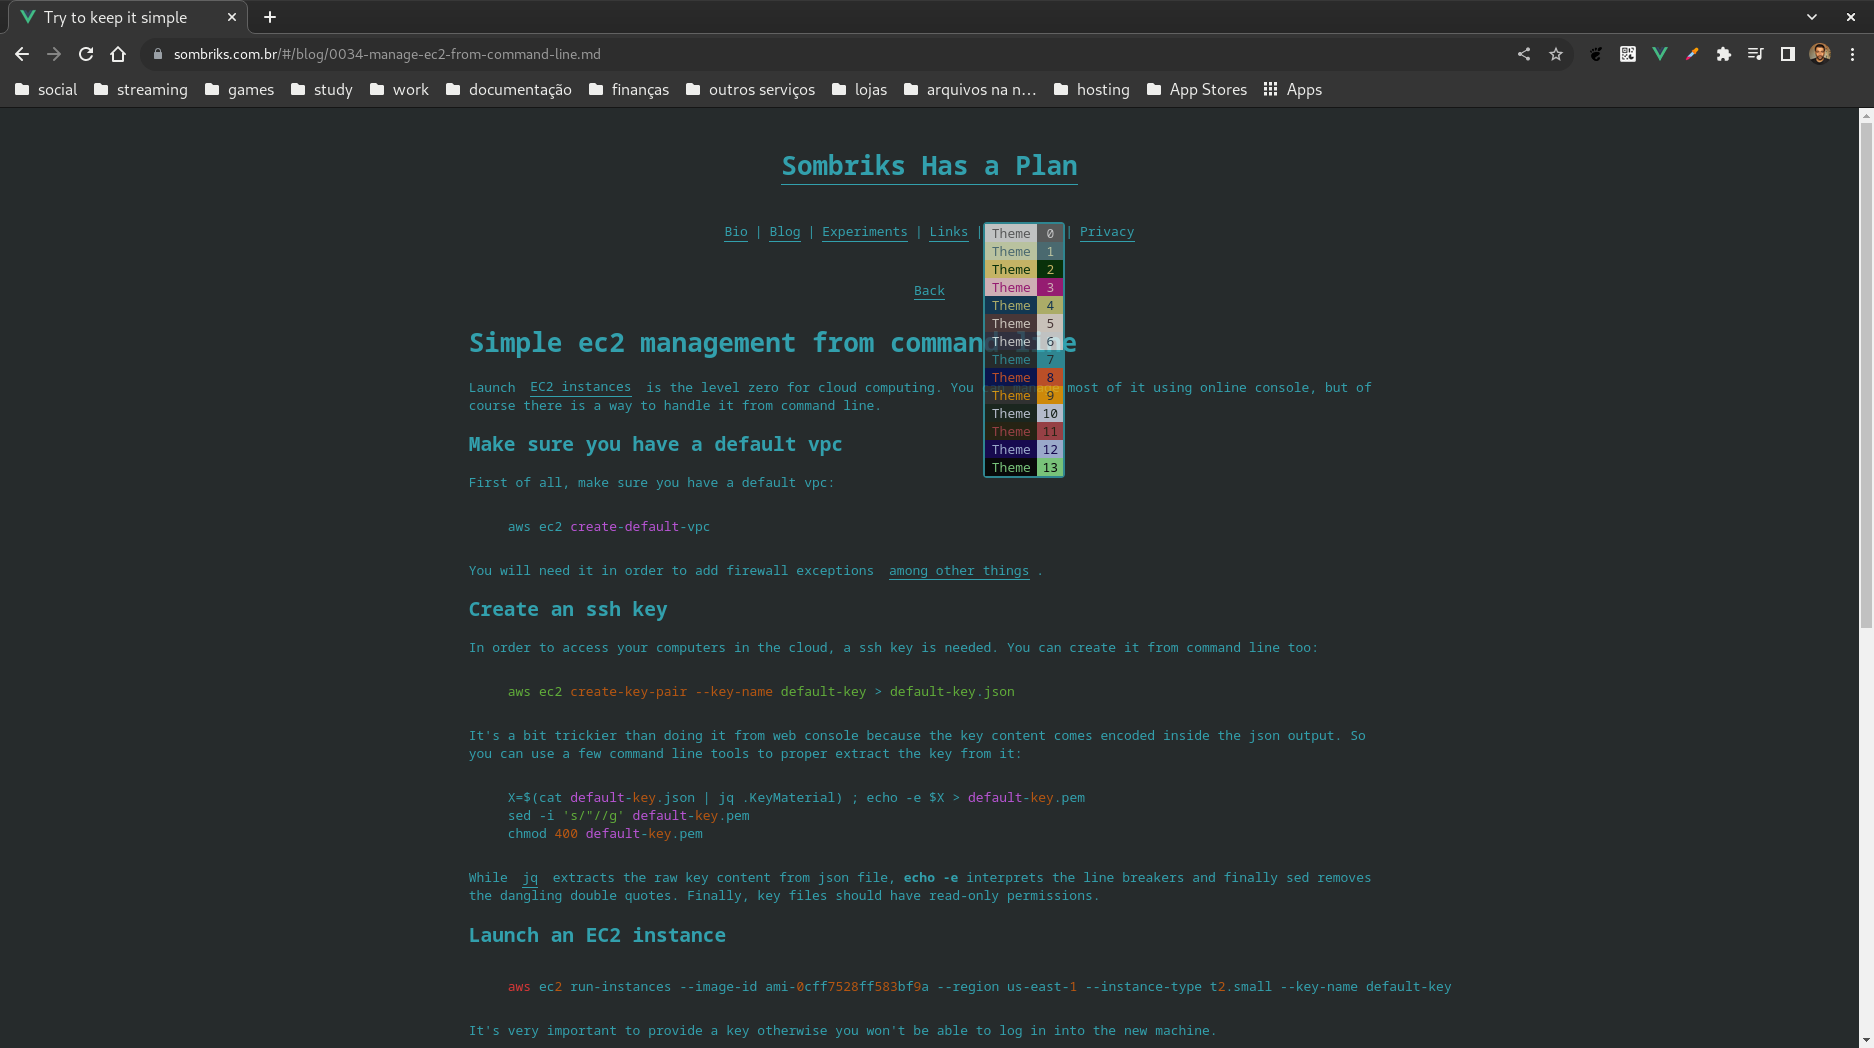 Try to keep it simple
sombriks.com.br/#/blog/0034-manage-ec2-from-command-line.md
social streaming games study work documentação finanças outros serviços lojas arquivos na n… hosting App Stores Apps
Sombriks Has a Plan
Bio | Blog | Experiments | Links | | Privacy
Theme 0
Theme 1
Theme 2
Theme 3
Theme 4
Theme 5
Theme 6
Theme 7
Theme 8
Theme 9
Theme 10
Theme 11
Theme 12
Theme 13
Back
Simple ec2 management from command line
Launch EC2 instances is the level zero for cloud computing. You can manage most of it using online console, but of
course there is a way to handle it from command line.
Make sure you have a default vpc
First of all, make sure you have a default vpc:
aws ec2 create-default-vpc
You will need it in order to add firewall exceptions among other things .
Create an ssh key
In order to access your computers in the cloud, a ssh key is needed. You can create it from command line too:
aws ec2 create-key-pair --key-name default-key > default-key.json
It's a bit trickier than doing it from web console because the key content comes encoded inside the json output. So
you can use a few command line tools to proper extract the key from it:
X=$(cat default-key.json | jq .KeyMaterial) ; echo -e $X > default-key.pem
sed -i 's/"//g' default-key.pem
chmod 400 default-key.pem
While jq extracts the raw key content from json file, echo -e interprets the line breakers and finally sed removes
the dangling double quotes. Finally, key files should have read-only permissions.
Launch an EC2 instance
aws ec2 run-instances --image-id ami-0cff7528ff583bf9a --region us-east-1 --instance-type t2.small --key-name default-key
It's very important to provide a key otherwise you won't be able to log in into the new machine.